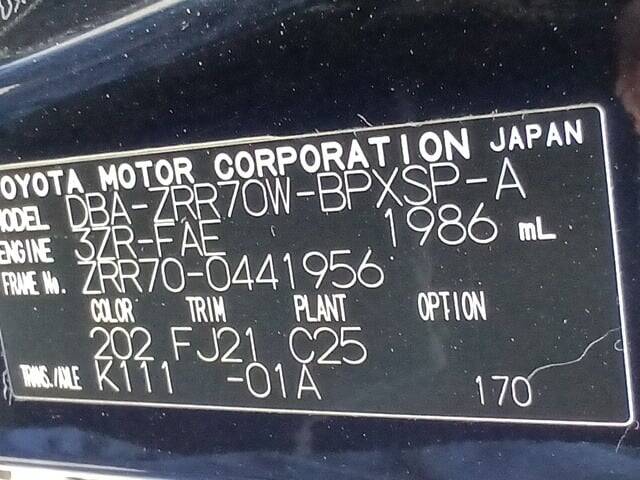 TOYOTA MOTOR CORPORATION JAPAN
MODEL DBA-ZRR70W-BPXSP-A
ENGINE 3ZR-FAE 1986 mL
FRAME No. ZRR70-0441956
COLOR TRIM PLANT OPTION
202 FJ21 C25
TRANS./AXLE K111 -01A 170